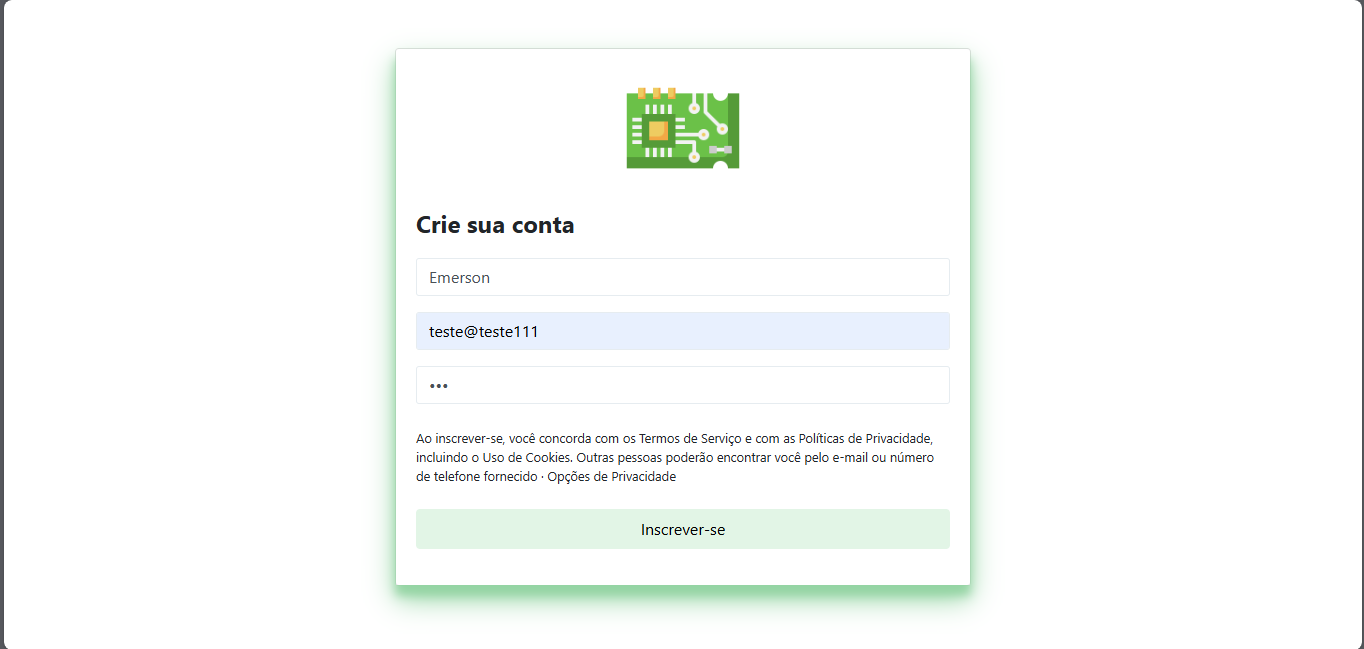 Crie sua conta
Emerson
teste@teste111
•••
Ao inscrever-se, você concorda com os Termos de Serviço e com as Políticas de Privacidade,
incluindo o Uso de Cookies. Outras pessoas poderão encontrar você pelo e-mail ou número
de telefone fornecido · Opções de Privacidade
Inscrever-se